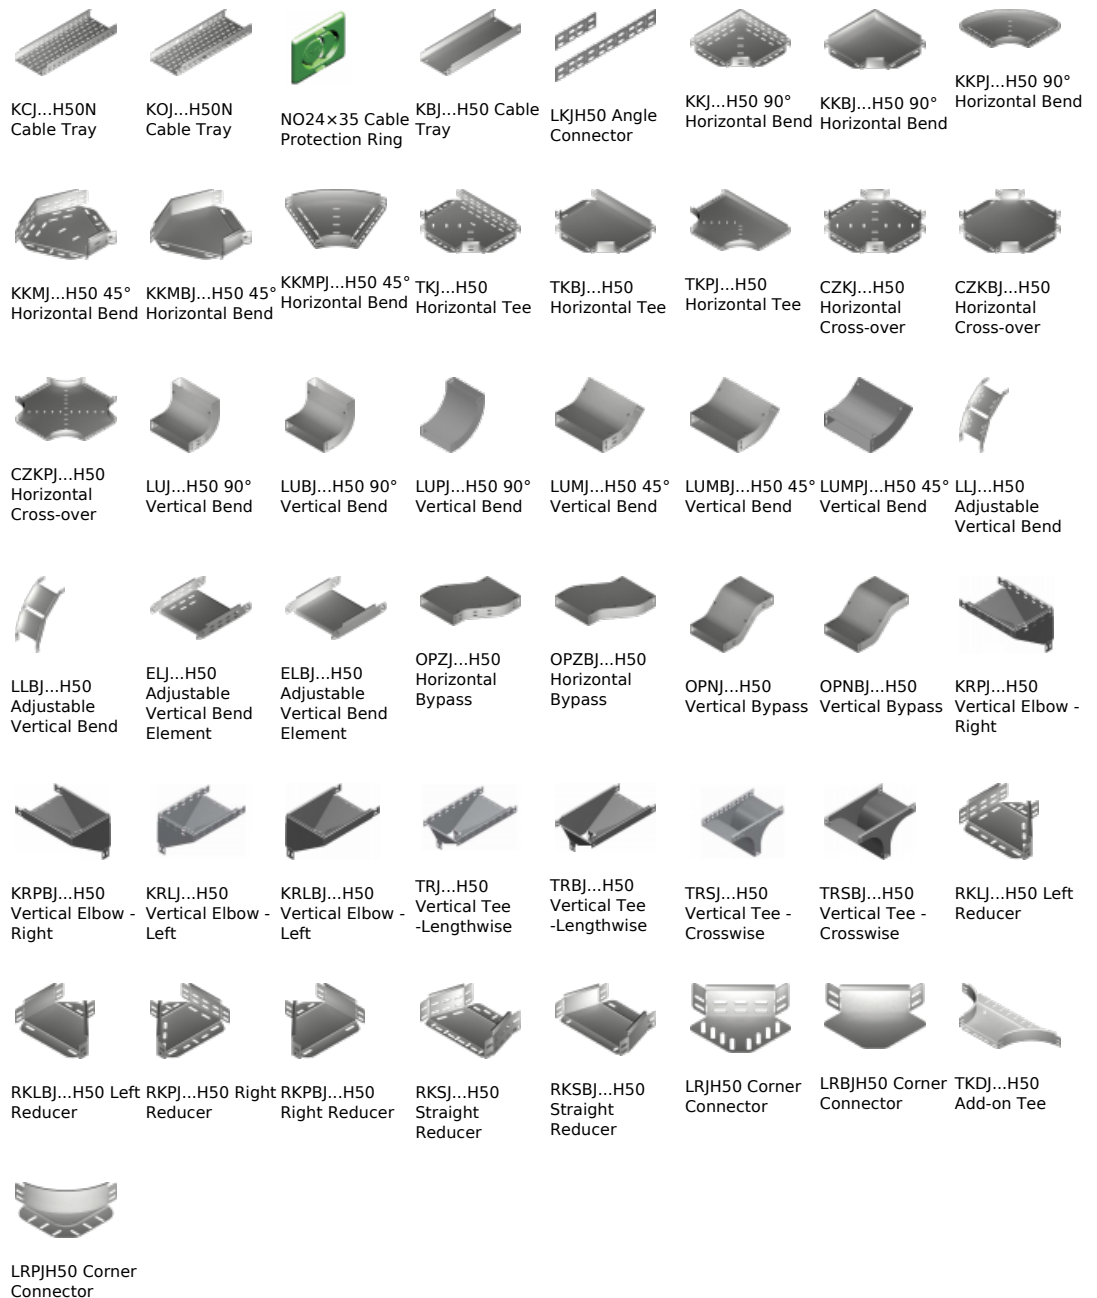 KCJ...H50N
Cable Tray
KOJ...H50N
Cable Tray
NO24×35 Cable
Protection Ring
KBJ...H50 Cable
Tray
LKJH50 Angle
Connector
KKJ...H50 90°
Horizontal Bend
KKBJ...H50 90°
Horizontal Bend
KKPJ...H50 90°
Horizontal Bend
KKMJ...H50 45°
Horizontal Bend
KKMBJ...H50 45°
Horizontal Bend
KKMPJ...H50 45°
Horizontal Bend
TKJ...H50
Horizontal Tee
TKBJ...H50
Horizontal Tee
TKPJ...H50
Horizontal Tee
CZKJ...H50
Horizontal
Cross-over
CZKBJ...H50
Horizontal
Cross-over
CZKPJ...H50
Horizontal
Cross-over
LUJ...H50 90°
Vertical Bend
LUBJ...H50 90°
Vertical Bend
LUPJ...H50 90°
Vertical Bend
LUMJ...H50 45°
Vertical Bend
LUMBJ...H50 45°
Vertical Bend
LUMPJ...H50 45°
Vertical Bend
LLJ...H50
Adjustable
Vertical Bend
LLBJ...H50
Adjustable
Vertical Bend
ELJ...H50
Adjustable
Vertical Bend
Element
ELBJ...H50
Adjustable
Vertical Bend
Element
OPZJ...H50
Horizontal
Bypass
OPZBJ...H50
Horizontal
Bypass
OPNJ...H50
Vertical Bypass
OPNBJ...H50
Vertical Bypass
KRPJ...H50
Vertical Elbow -
Right
KRPBJ...H50
Vertical Elbow -
Right
KRLJ...H50
Vertical Elbow -
Left
KRLBJ...H50
Vertical Elbow -
Left
TRJ...H50
Vertical Tee
-Lengthwise
TRBJ...H50
Vertical Tee
-Lengthwise
TRSJ...H50
Vertical Tee -
Crosswise
TRSBJ...H50
Vertical Tee -
Crosswise
RKLJ...H50 Left
Reducer
RKLBJ...H50 Left
Reducer
RKPJ...H50 Right
Reducer
RKPBJ...H50
Right Reducer
RKSJ...H50
Straight
Reducer
RKSBJ...H50
Straight
Reducer
LRJH50 Corner
Connector
LRBJH50 Corner
Connector
TKDJ...H50
Add-on Tee
LRPJH50 Corner
Connector